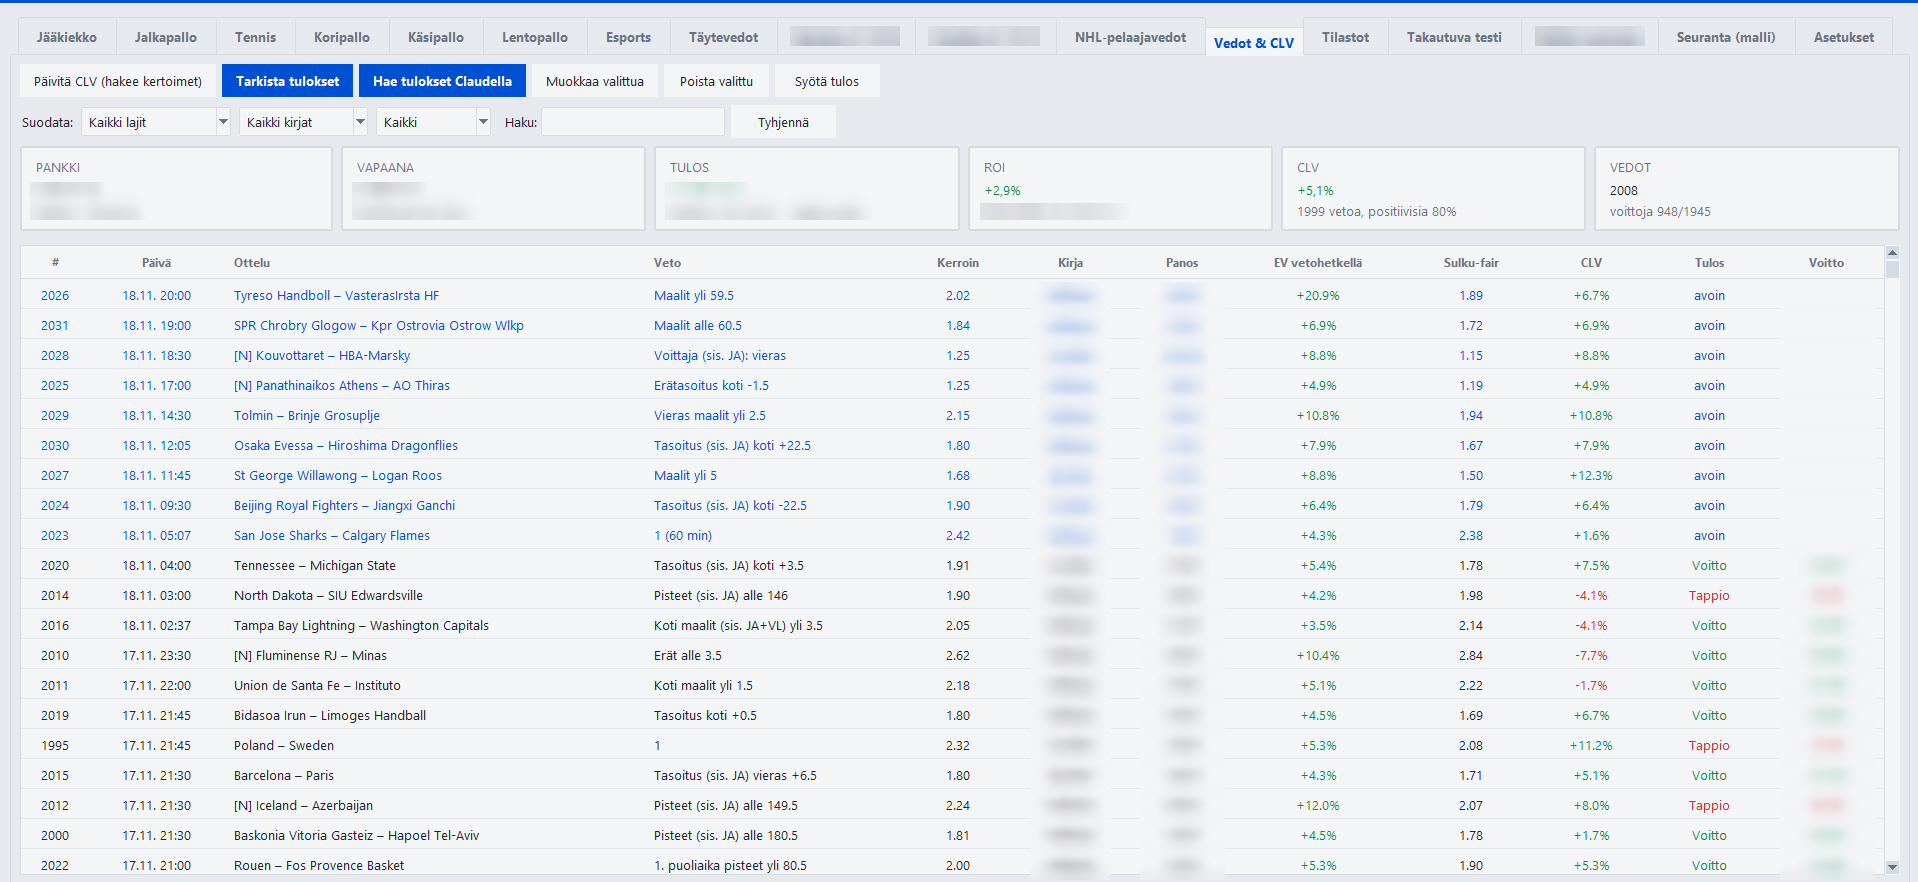 Jääkiekko Jalkapallo Tennis Koripallo Käsipallo Lentopallo Esports Täytevedot NHL-pelaajavedot Vedot & CLV Tilastot Takautuva testi Seuranta (malli) Asetukset
Päivitä CLV (hakee kertoimet) Tarkista tulokset Hae tulokset Claudella Muokkaa valittua Poista valittu Syötä tulos
Suodata: Kaikki lajit Kaikki kirjat Kaikki Haku: Tyhjennä
PANKKI VAPAANA TULOS ROI CLV VEDOT
+2,9% +5,1% 2008
1999 vetoa, positiivisia 80% voittoja 948/1945
# Päivä Ottelu Veto Kerroin Kirja Panos EV vetohetkellä Sulku-fair CLV Tulos Voitto
2026 18.11. 20:00 Tyreso Handboll – VasterasIrsta HF Maalit yli 59.5 2.02 +20.9% 1.89 +6.7% avoin
2031 18.11. 19:00 SPR Chrobry Glogow – Kpr Ostrovia Ostrow Wlkp Maalit alle 60.5 1.84 +6.9% 1.72 +6.9% avoin
2028 18.11. 18:30 [N] Kouvottaret – HBA-Marsky Voittaja (sis. JA): vieras 1.25 +8.8% 1.15 +8.8% avoin
2025 18.11. 17:00 [N] Panathinaikos Athens – AO Thiras Erätasoitus koti -1.5 1.25 +4.9% 1.19 +4.9% avoin
2029 18.11. 14:30 Tolmin – Brinje Grosuplje Vieras maalit yli 2.5 2.15 +10.8% 1.94 +10.8% avoin
2030 18.11. 12:05 Osaka Evessa – Hiroshima Dragonflies Tasoitus (sis. JA) koti +22.5 1.80 +7.9% 1.67 +7.9% avoin
2027 18.11. 11:45 St George Willawong – Logan Roos Maalit yli 5 1.68 +8.8% 1.50 +12.3% avoin
2024 18.11. 09:30 Beijing Royal Fighters – Jiangxi Ganchi Tasoitus (sis. JA) koti -22.5 1.90 +6.4% 1.79 +6.4% avoin
2023 18.11. 05:07 San Jose Sharks – Calgary Flames 1 (60 min) 2.42 +4.3% 2.38 +1.6% avoin
2020 18.11. 04:00 Tennessee – Michigan State Tasoitus (sis. JA) koti +3.5 1.91 +5.4% 1.78 +7.5% Voitto
2014 18.11. 03:00 North Dakota – SIU Edwardsville Pisteet (sis. JA) alle 146 1.90 +4.2% 1.98 -4.1% Tappio
2016 18.11. 02:37 Tampa Bay Lightning – Washington Capitals Koti maalit (sis. JA+VL) yli 3.5 2.05 +3.5% 2.14 -4.1% Voitto
2010 17.11. 23:30 [N] Fluminense RJ – Minas Erät alle 3.5 2.62 +10.4% 2.84 -7.7% Voitto
2011 17.11. 22:00 Union de Santa Fe – Instituto Koti maalit yli 1.5 2.18 +5.1% 2.22 -1.7% Voitto
2019 17.11. 21:45 Bidasoa Irun – Limoges Handball Tasoitus koti +0.5 1.80 +4.5% 1.69 +6.7% Voitto
1995 17.11. 21:45 Poland – Sweden 1 2.32 +5.3% 2.08 +11.2% Tappio
2015 17.11. 21:30 Barcelona – Paris Tasoitus (sis. JA) vieras +6.5 1.80 +4.3% 1.71 +5.1% Voitto
2012 17.11. 21:30 [N] Iceland – Azerbaijan Pisteet (sis. JA) alle 149.5 2.24 +12.0% 2.07 +8.0% Tappio
2000 17.11. 21:30 Baskonia Vitoria Gasteiz – Hapoel Tel-Aviv Pisteet (sis. JA) alle 180.5 1.81 +4.5% 1.78 +1.7% Voitto
2022 17.11. 21:00 Rouen – Fos Provence Basket 1. puoliaika pisteet yli 80.5 2.00 +5.3% 1.90 +5.3% Voitto